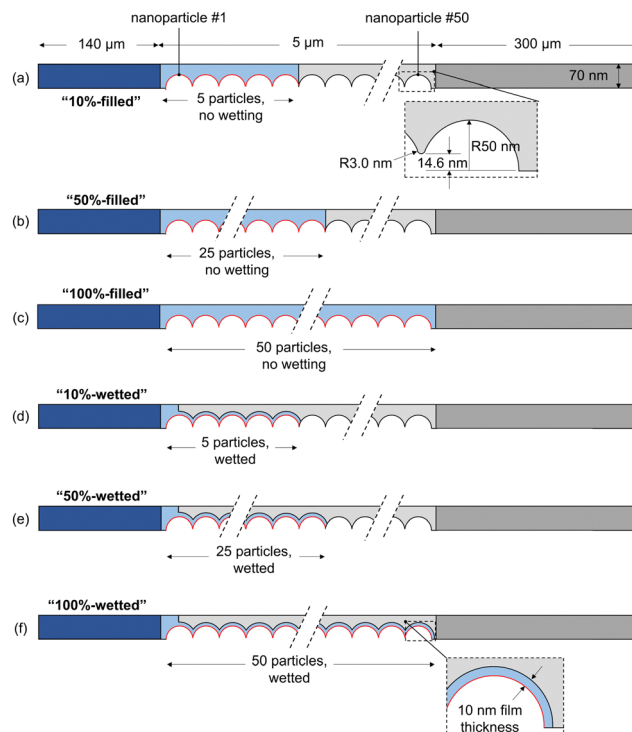 nanoparticle #1
nanoparticle #50
140 µm
5 µm
300 µm
(a)
70 nm
"10%-filled"
5 particles,
no wetting
R50 nm
R3.0 nm
14.6 nm
"50%-filled"
(b)
25 particles,
no wetting
"100%-filled"
(c)
50 particles,
no wetting
"10%-wetted"
(d)
5 particles,
wetted
"50%-wetted"
(e)
25 particles,
wetted
"100%-wetted"
(f)
50 particles,
wetted
10 nm film
thickness